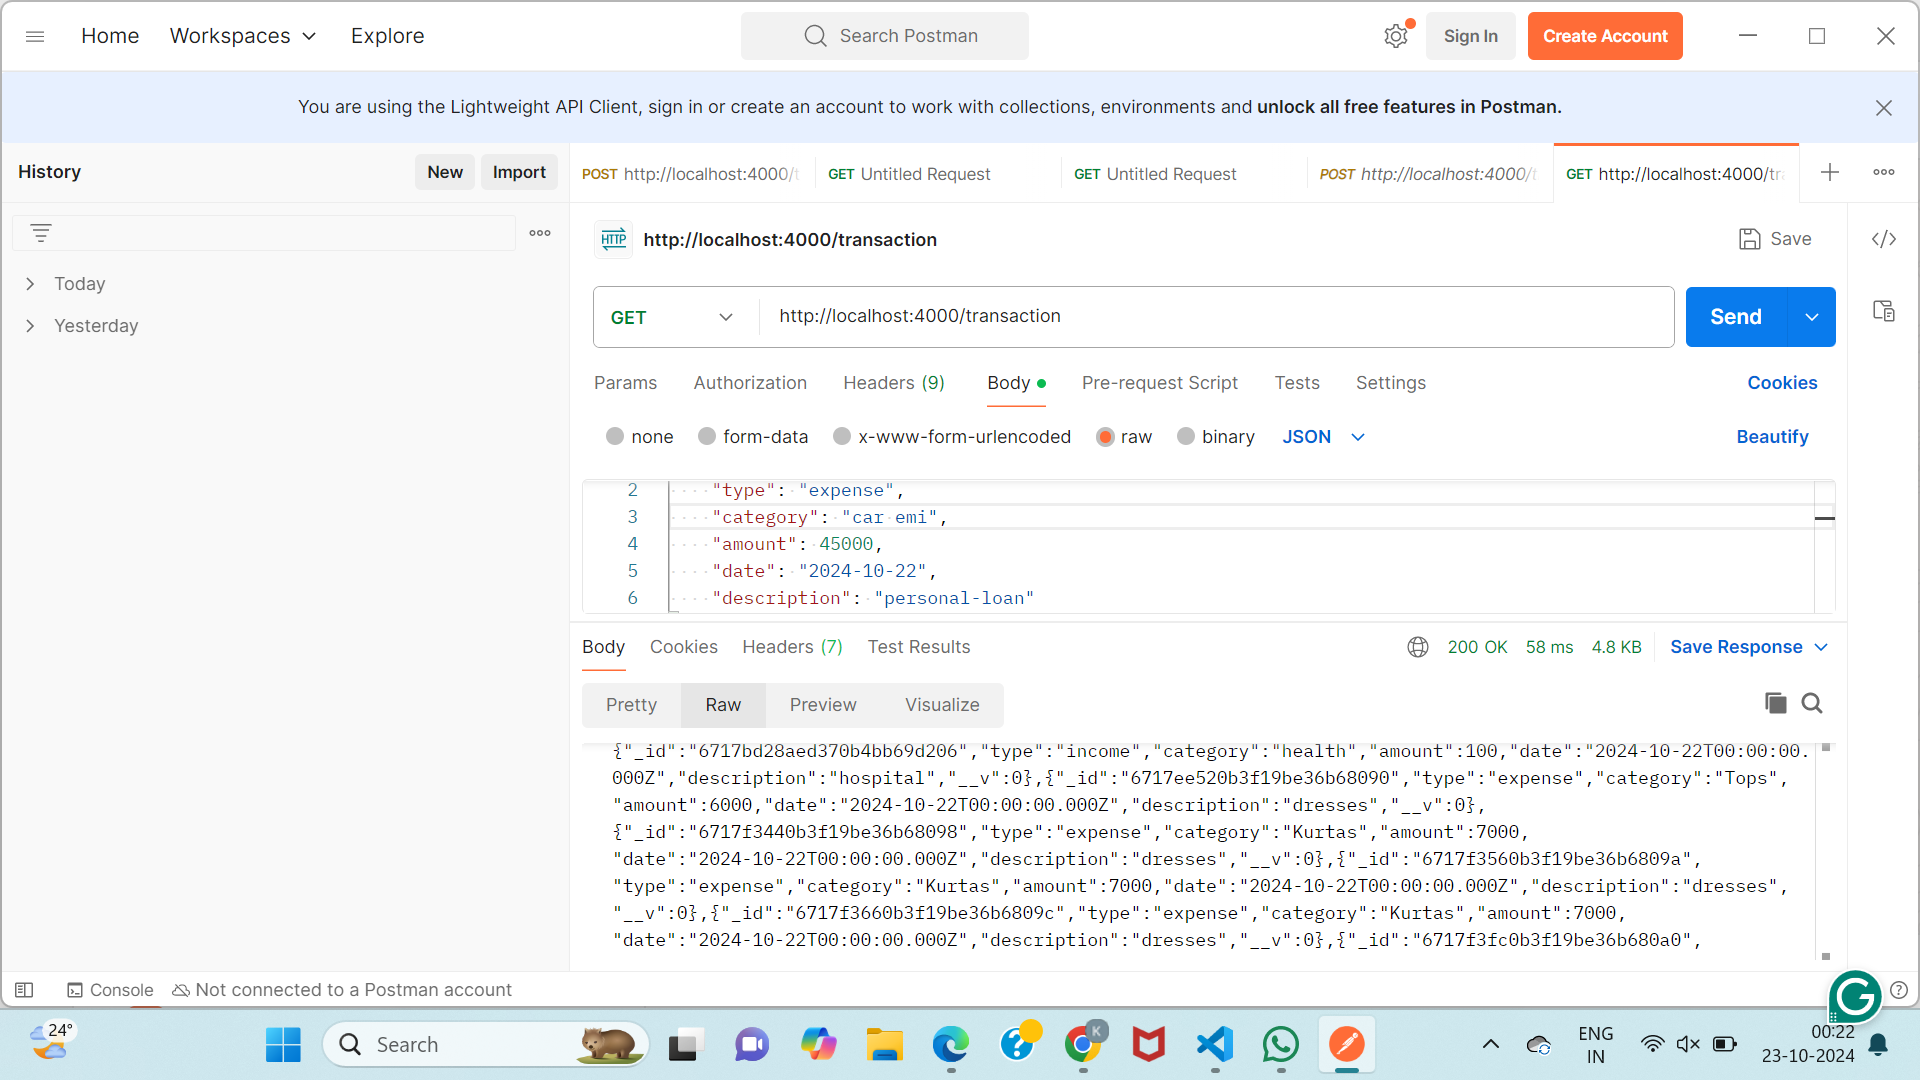 Home
Workspaces
Explore
Search Postman
Sign In
Create Account
You are using the Lightweight API Client, sign in or create an account to work with collections, environments and unlock all free features in Postman.
History
New
Import
Today
Yesterday
POST http://localhost:4000/t
GET Untitled Request
GET Untitled Request
POST http://localhost:4000/t
GET http://localhost:4000/tra
HTTP http://localhost:4000/transaction
Save
GET
http://localhost:4000/transaction
Send
Params
Authorization
Headers (9)
Body
Pre-request Script
Tests
Settings
Cookies
none
form-data
x-www-form-urlencoded
raw
binary
JSON
Beautify
2 "type": "expense",
3 "category": "car emi",
4 "amount": 45000,
5 "date": "2024-10-22",
6 "description": "personal-loan"
Body
Cookies
Headers (7)
Test Results
200 OK
58 ms
4.8 KB
Save Response
Pretty
Raw
Preview
Visualize
{"_id":"6717bd28aed370b4bb69d206","type":"income","category":"health","amount":100,"date":"2024-10-22T00:00:00.
000Z","description":"hospital","__v":0},{"_id":"6717ee520b3f19be36b68090","type":"expense","category":"Tops",
"amount":6000,"date":"2024-10-22T00:00:00.000Z","description":"dresses","__v":0},
{"_id":"6717f3440b3f19be36b68098","type":"expense","category":"Kurtas","amount":7000,
"date":"2024-10-22T00:00:00.000Z","description":"dresses","__v":0},{"_id":"6717f3560b3f19be36b6809a",
"type":"expense","category":"Kurtas","amount":7000,"date":"2024-10-22T00:00:00.000Z","description":"dresses",
"__v":0},{"_id":"6717f3660b3f19be36b6809c","type":"expense","category":"Kurtas","amount":7000,
"date":"2024-10-22T00:00:00.000Z","description":"dresses","__v":0},{"_id":"6717f3fc0b3f19be36b680a0",
Console
Not connected to a Postman account
24°
Search
K
ENG
IN
00:22
23-10-2024